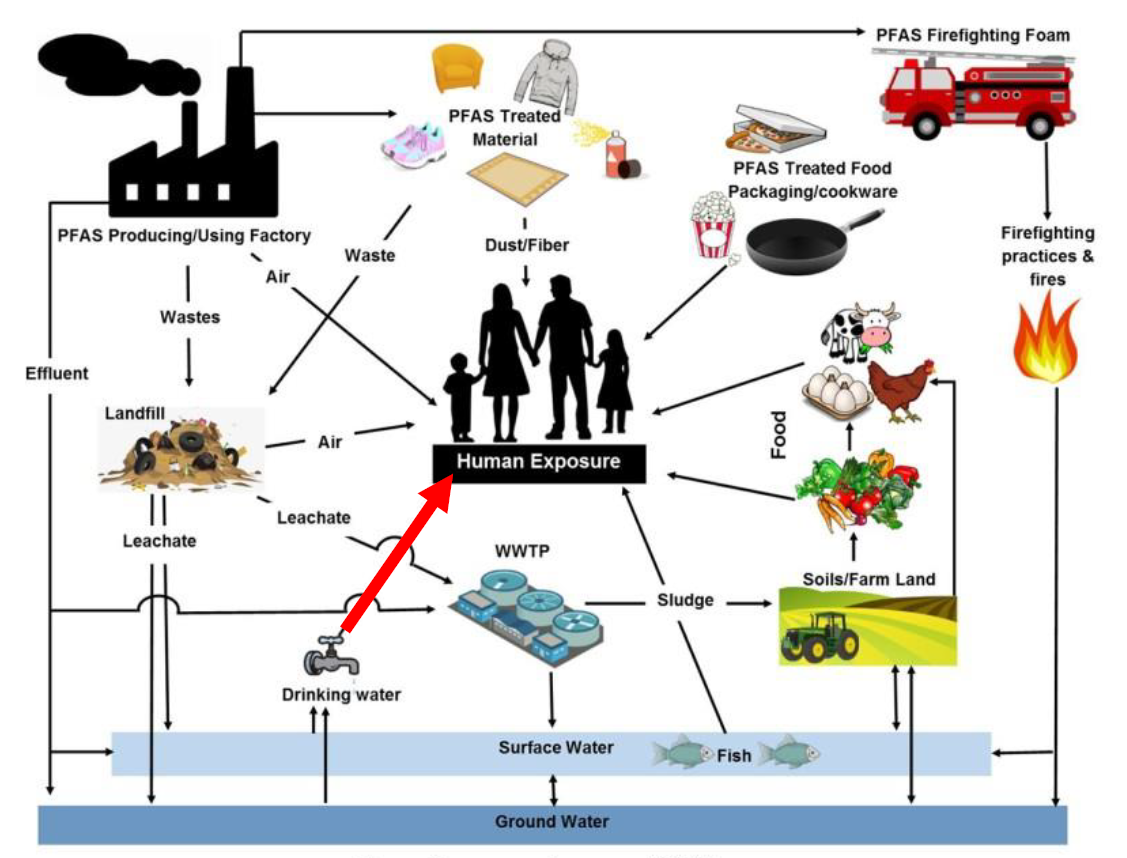 PFAS Firefighting Foam
PFAS Treated
Material
PFAS Treated Food
Packaging/cookware
PFAS Producing/Using Factory
Dust/Fiber
Firefighting
practices &
fires
Waste
Air
Wastes
Effluent
Landfill
Air
Food
Human Exposure
Leachate
Leachate
WWTP
Soils/Farm Land
Sludge
Drinking water
Surface Water
Fish
Ground Water